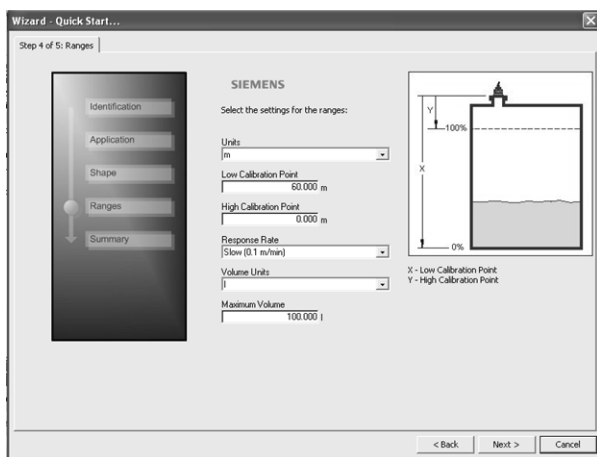 Wizard - Quick Start...
Step 4 of 5: Ranges
Identification
Application
Shape
Ranges
Summary
SIEMENS
Select the settings for the ranges:
Units
m
Low Calibration Point
60.000 m
High Calibration Point
0.000 m
Response Rate
Slow (0.1 m/min)
Volume Units
l
Maximum Volume
100.000 l
Y
100%
X
0%
X - Low Calibration Point
Y - High Calibration Point
< Back
Next >
Cancel